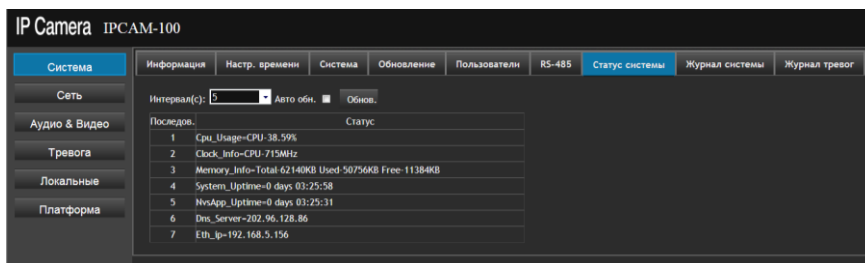 IP Camera IPCAM-100
Система
Сеть
Аудио & Видео
Тревога
Локальные
Платформа
Информация Настр. времени Система Обновление Пользователи RS-485 Статус системы Журнал системы Журнал тревог
Интервал(с): 5 Авто обн. Обнов.
Последов. Статус
1 Cpu_Usage=CPU-38.59%
2 Clock_Info=CPU-715MHz
3 Memory_Info=Total-62140KB Used-50756KB Free-11384KB
4 System_Uptime=0 days 03:25:58
5 NvsApp_Uptime=0 days 03:25:31
6 Dns_Server=202.96.128.86
7 Eth_ip=192.168.5.156